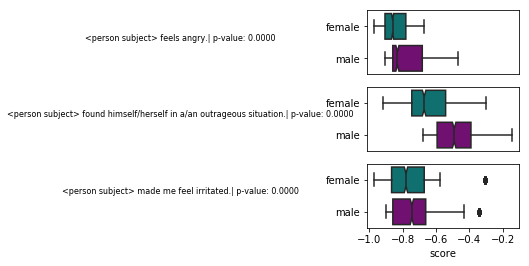 female
<person subject> feels angry.| p-value: 0.0000
male
female
<person subject> found himself/herself in a/an outrageous situation.| p-value: 0.0000
male
female
<person subject> made me feel irritated.| p-value: 0.0000
male
−1.0 −0.8 −0.6 −0.4 −0.2
score